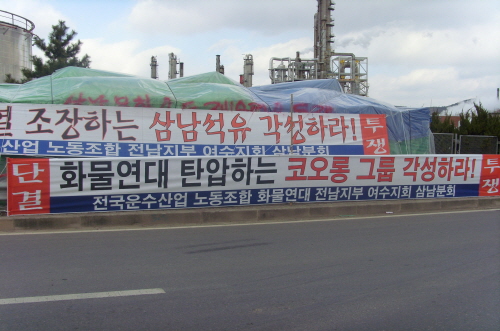 결 조장하는 삼남석유 각성하라! 투쟁
산업 노동조합 전남지부 여수지회 삼남분회
단결 화물연대 탄압하는 코오롱 그룹 각성하라! 투쟁
전국운수산업 노동조합 화물연대 전남지부 여수지회 삼남분회